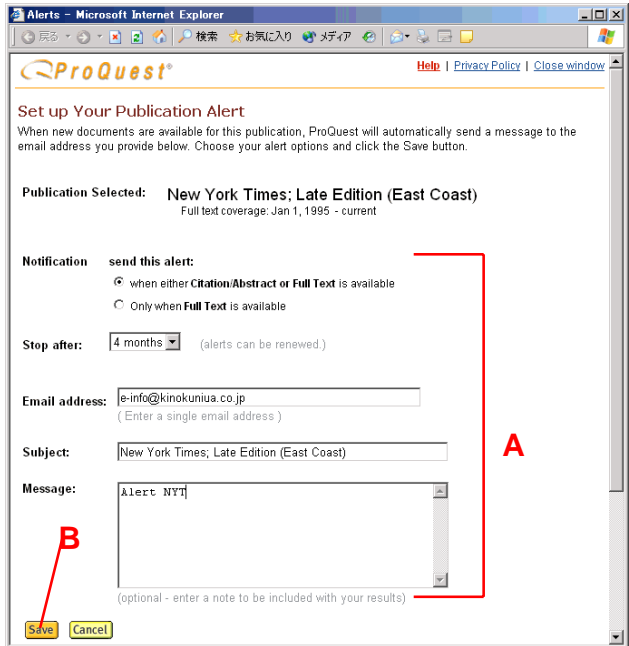 Alerts - Microsoft Internet Explorer
戻る 検索 お気に入り メディア
ProQuest®
Help | Privacy Policy | Close window
Set up Your Publication Alert
When new documents are available for this publication, ProQuest will automatically send a message to the
email address you provide below. Choose your alert options and click the Save button.
Publication Selected: New York Times; Late Edition (East Coast)
Full text coverage: Jan 1, 1995 - current
Notification send this alert:
when either Citation/Abstract or Full Text is available
Only when Full Text is available
Stop after: 4 months (alerts can be renewed.)
Email address: e-info@kinokuniua.co.jp
( Enter a single email address )
Subject: New York Times; Late Edition (East Coast)
A
Message: Alert NYT
B
(optional - enter a note to be included with your results)
Save Cancel